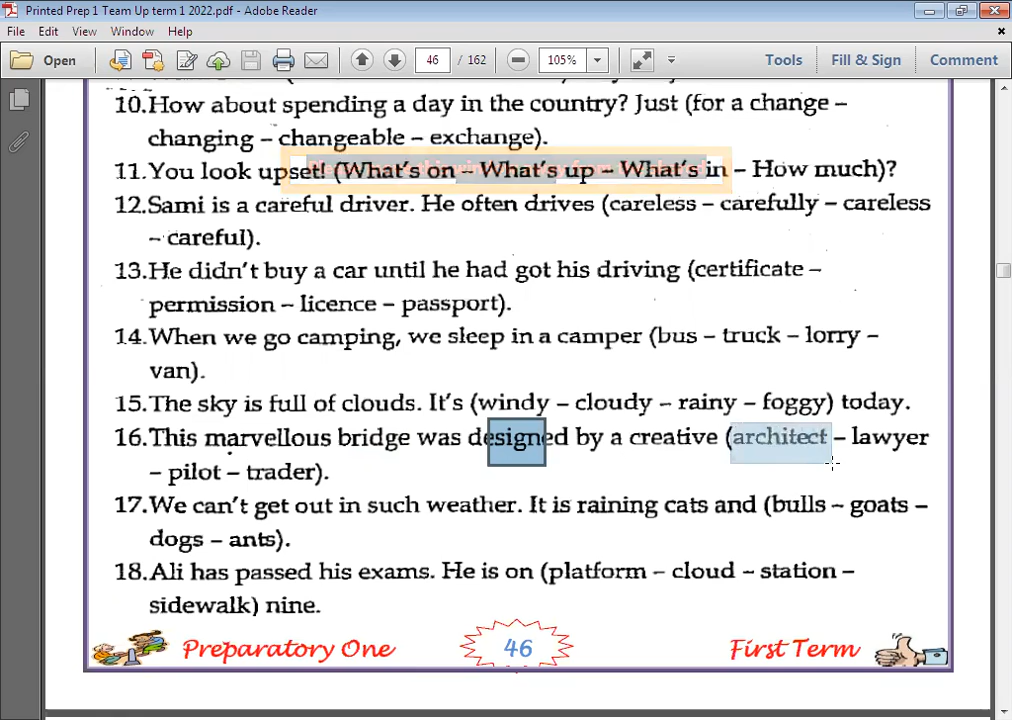 Printed Prep 1 Team Up term 1 2022.pdf - Adobe Reader
File Edit View Window Help
Open 46 / 162 105% Tools Fill & Sign Comment
10.How about spending a day in the country? Just (for a change –
changing – changeable – exchange).
11.You look upset! (What's on – What's up – What's in – How much)?
12.Sami is a careful driver. He often drives (careless – carefully – careless
– careful).
13.He didn't buy a car until he had got his driving (certificate –
permission – licence – passport).
14.When we go camping, we sleep in a camper (bus – truck – lorry –
van).
15.The sky is full of clouds. It's (windy – cloudy – rainy – foggy) today.
16.This marvellous bridge was designed by a creative (architect – lawyer
– pilot – trader).
17.We can't get out in such weather. It is raining cats and (bulls – goats –
dogs – ants).
18.Ali has passed his exams. He is on (platform – cloud – station –
sidewalk) nine.
Preparatory One 46 First Term